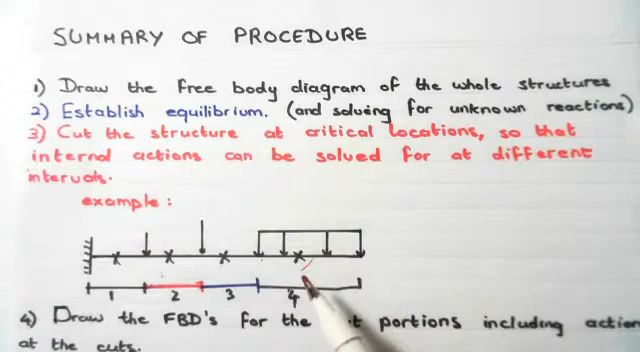 SUMMARY OF PROCEDURE
1) Draw the free body diagram of the whole structures
2) Establish equilibrium. (and solving for unknown reactions)
3) Cut the structure at critical locations, so that
internal actions can be solved for at different
intervals.
example:
1 2 3 4
4) Draw the FBD's for the portions including action
at the cuts.